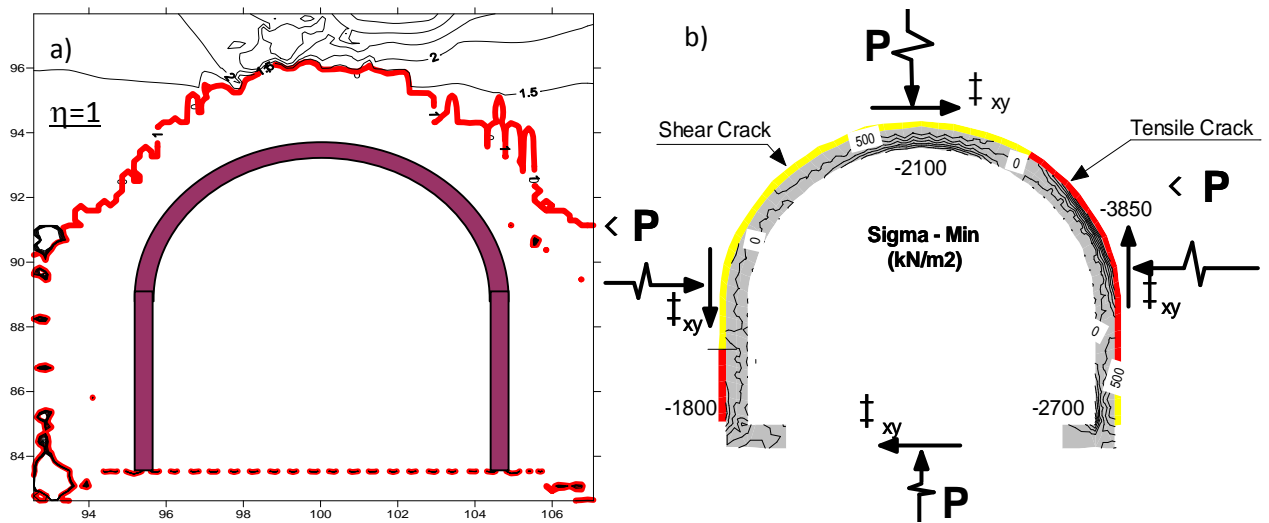 a)
η=1
2
1.5
1
1
1
96
94
92
90
88
86
84
94
96
98
100
102
104
106
b)
P
‡ xy
Shear Crack
Tensile Crack
500
0
-2100
< P
< P
-3850
Sigma - Min
(kN/m2)
0
‡ xy
‡ xy
0
500
-1800
-2700
‡ xy
P